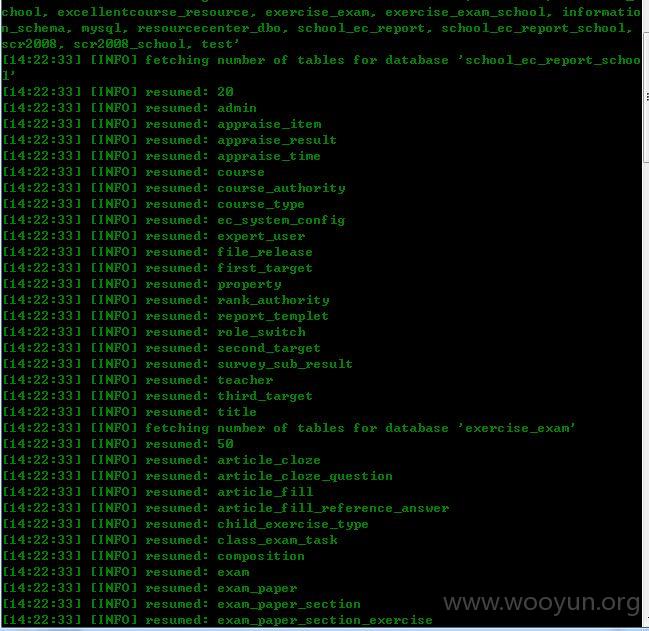 chool, excellentcourse_resource, exercise_exam, exercise_exam_school, informatio
n_schema, mysql, resourcecenter_dbo, school_ec_report, school_ec_report_school,
scr2008, scr2008_school, test'
[14:22:33] [INFO] fetching number of tables for database 'school_ec_report_schoo
l'
[14:22:33] [INFO] resumed: 20
[14:22:33] [INFO] resumed: admin
[14:22:33] [INFO] resumed: appraise_item
[14:22:33] [INFO] resumed: appraise_result
[14:22:33] [INFO] resumed: appraise_time
[14:22:33] [INFO] resumed: course
[14:22:33] [INFO] resumed: course_authority
[14:22:33] [INFO] resumed: course_type
[14:22:33] [INFO] resumed: ec_system_config
[14:22:33] [INFO] resumed: expert_user
[14:22:33] [INFO] resumed: file_release
[14:22:33] [INFO] resumed: first_target
[14:22:33] [INFO] resumed: property
[14:22:33] [INFO] resumed: rank_authority
[14:22:33] [INFO] resumed: report_templet
[14:22:33] [INFO] resumed: role_switch
[14:22:33] [INFO] resumed: second_target
[14:22:33] [INFO] resumed: survey_sub_result
[14:22:33] [INFO] resumed: teacher
[14:22:33] [INFO] resumed: third_target
[14:22:33] [INFO] resumed: title
[14:22:33] [INFO] fetching number of tables for database 'exercise_exam'
[14:22:33] [INFO] resumed: 50
[14:22:33] [INFO] resumed: article_cloze
[14:22:33] [INFO] resumed: article_cloze_question
[14:22:33] [INFO] resumed: article_fill
[14:22:33] [INFO] resumed: article_fill_reference_answer
[14:22:33] [INFO] resumed: child_exercise_type
[14:22:33] [INFO] resumed: class_exam_task
[14:22:33] [INFO] resumed: composition
[14:22:33] [INFO] resumed: exam
[14:22:33] [INFO] resumed: exam_paper
[14:22:33] [INFO] resumed: exam_paper_section
[14:22:33] [INFO] resumed: exam_paper_section_exercise
www.wooyun.org